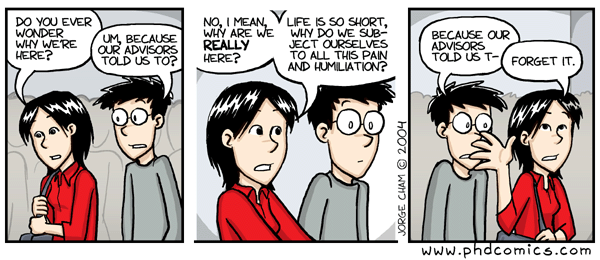 DO YOU EVER
WONDER
WHY WE'RE
HERE?
UM, BECAUSE
OUR ADVISORS
TOLD US TO?
NO, I MEAN,
WHY ARE WE
REALLY
HERE?
LIFE IS SO SHORT,
WHY DO WE SUB-
JECT OURSELVES
TO ALL THIS PAIN
AND HUMILIATION?
JORGE CHAM © 2004
BECAUSE OUR
ADVISORS
TOLD US T-
FORGET IT.
www.phdcomics.com